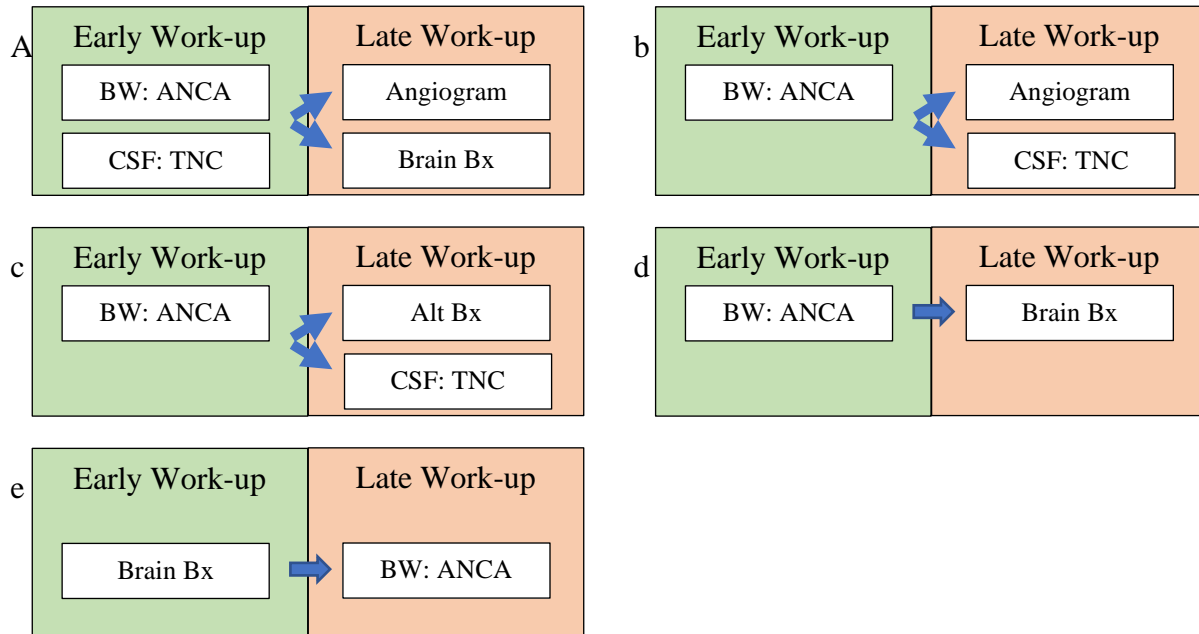 A
Early Work-up
Late Work-up
BW: ANCA
Angiogram
CSF: TNC
Brain Bx
b
Early Work-up
Late Work-up
BW: ANCA
Angiogram
CSF: TNC
c
Early Work-up
Late Work-up
BW: ANCA
Alt Bx
CSF: TNC
d
Early Work-up
Late Work-up
BW: ANCA
Brain Bx
e
Early Work-up
Late Work-up
Brain Bx
BW: ANCA